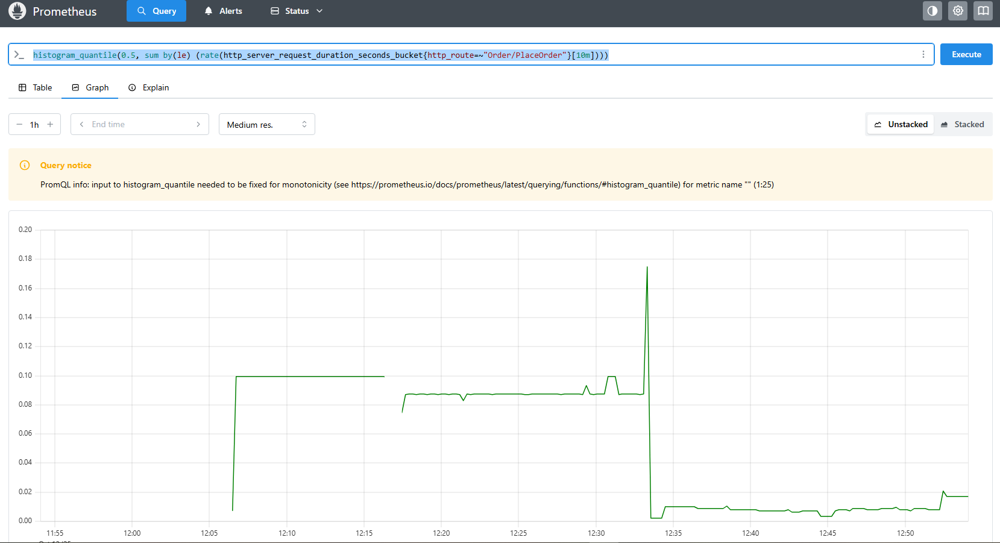 Prometheus
Query
Alerts
Status
>_ histogram_quantile(0.5, sum by(le) (rate(http_server_request_duration_seconds_bucket{http_route=~"Order/PlaceOrder"}[10m])))
Execute
Table
Graph
Explain
− 1h +
< End time >
Medium res.
Unstacked
Stacked
Query notice
PromQL info: input to histogram_quantile needed to be fixed for monotonicity (see https://prometheus.io/docs/prometheus/latest/querying/functions/#histogram_quantile) for metric name "" (1:25)
0.20
0.18
0.16
0.14
0.12
0.10
0.08
0.06
0.04
0.02
0.00
11:55 12:00 12:05 12:10 12:15 12:20 12:25 12:30 12:35 12:40 12:45 12:50